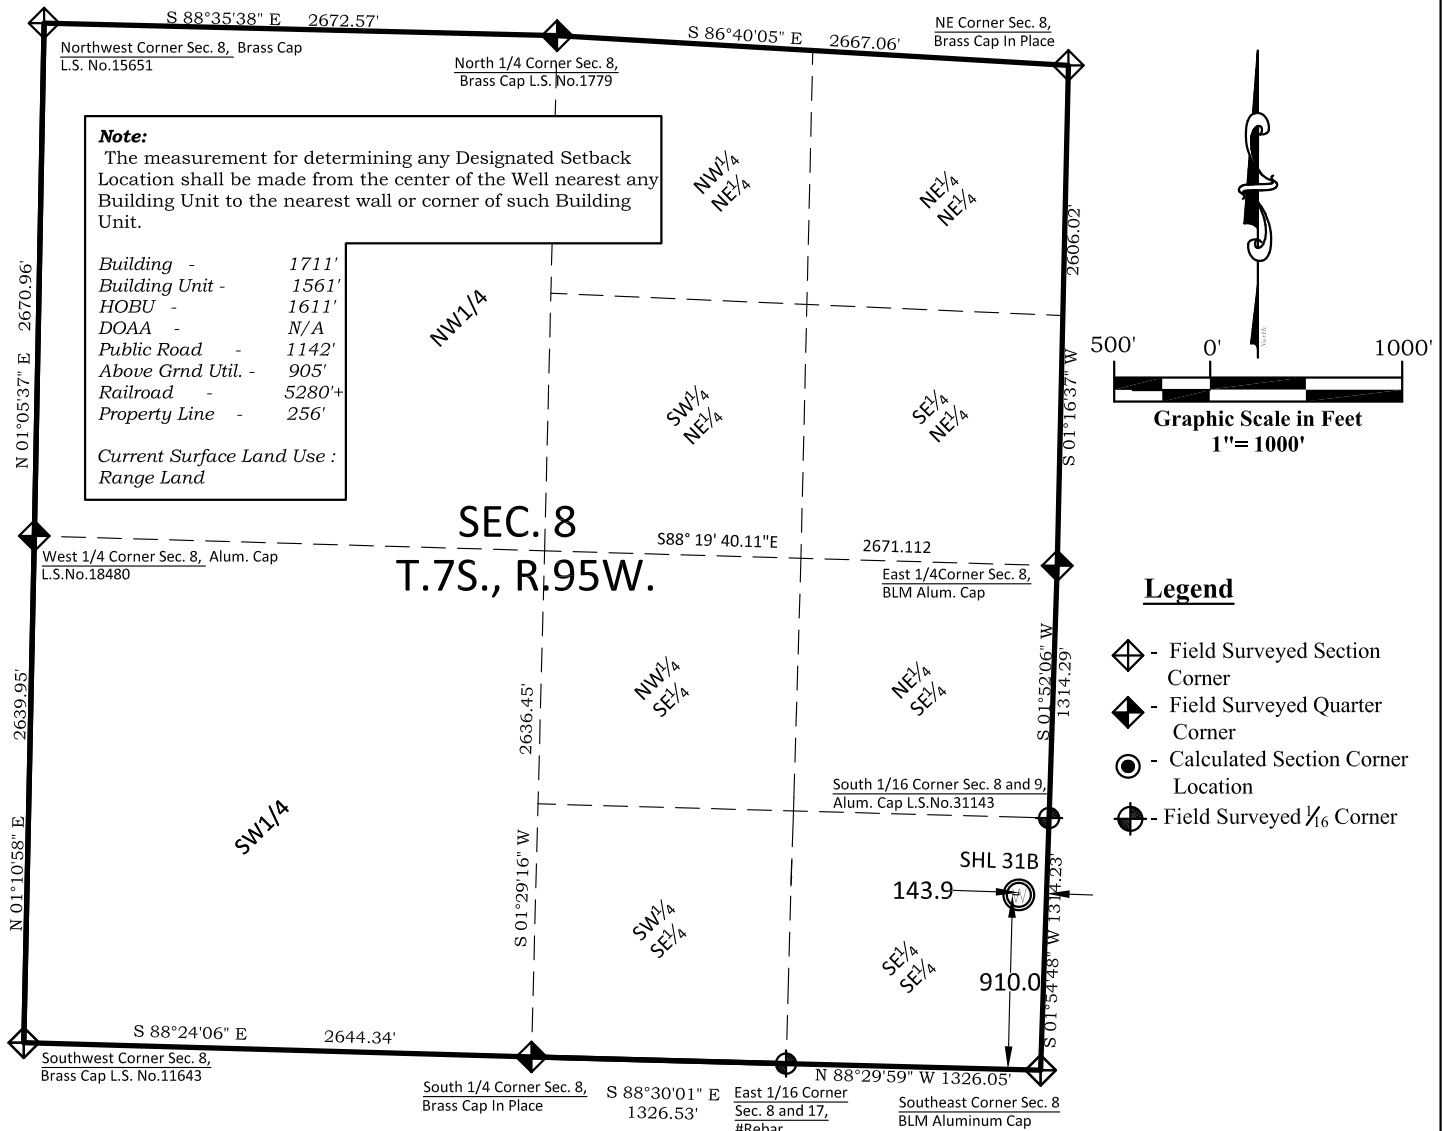 S 88°35'38" E 2672.57'
S 86°40'05" E 2667.06'
NE Corner Sec. 8,
Brass Cap In Place
Northwest Corner Sec. 8, Brass Cap
L.S. No.15651
North 1/4 Corner Sec. 8,
Brass Cap L.S. No.1779
Note:
The measurement for determining any Designated Setback
Location shall be made from the center of the Well nearest any
Building Unit to the nearest wall or corner of such Building
Unit.
Building - 1711'
Building Unit - 1561'
HOBU - 1611'
DOAA - N/A
Public Road - 1142'
Above Grnd Util. - 905'
Railroad - 5280'+
Property Line - 256'
Current Surface Land Use :
Range Land
N 01°05'37" E 2670.96'
NW1/4
NW1/4
NE1/4
NE1/4
NE1/4
SW1/4
NE1/4
SE1/4
NE1/4
2606.02'
S 01°16'37" W
North
500' 0' 1000'
Graphic Scale in Feet
1"= 1000'
SEC. 8
T.7S., R.95W.
S88° 19' 40.11"E 2671.112
West 1/4 Corner Sec. 8, Alum. Cap
L.S.No.18480
East 1/4Corner Sec. 8,
BLM Alum. Cap
Legend
- Field Surveyed Section
Corner
- Field Surveyed Quarter
Corner
- Calculated Section Corner
Location
- Field Surveyed 1/16 Corner
N 01°10'58" E 2639.95'
SW1/4
S 01°29'16" W 2636.45'
NW1/4
SE1/4
NE1/4
SE1/4
S 01°52'06" W
1314.29'
South 1/16 Corner Sec. 8 and 9,
Alum. Cap L.S.No.31143
SHL 31B
143.9
SW1/4
SE1/4
SE1/4
SE1/4
910.0
S 01°54'48" W 1314.23'
S 88°24'06" E 2644.34'
Southwest Corner Sec. 8,
Brass Cap L.S. No.11643
South 1/4 Corner Sec. 8,
Brass Cap In Place
S 88°30'01" E
1326.53'
East 1/16 Corner
Sec. 8 and 17,
#Rebar
N 88°29'59" W 1326.05'
Southeast Corner Sec. 8
BLM Aluminum Cap